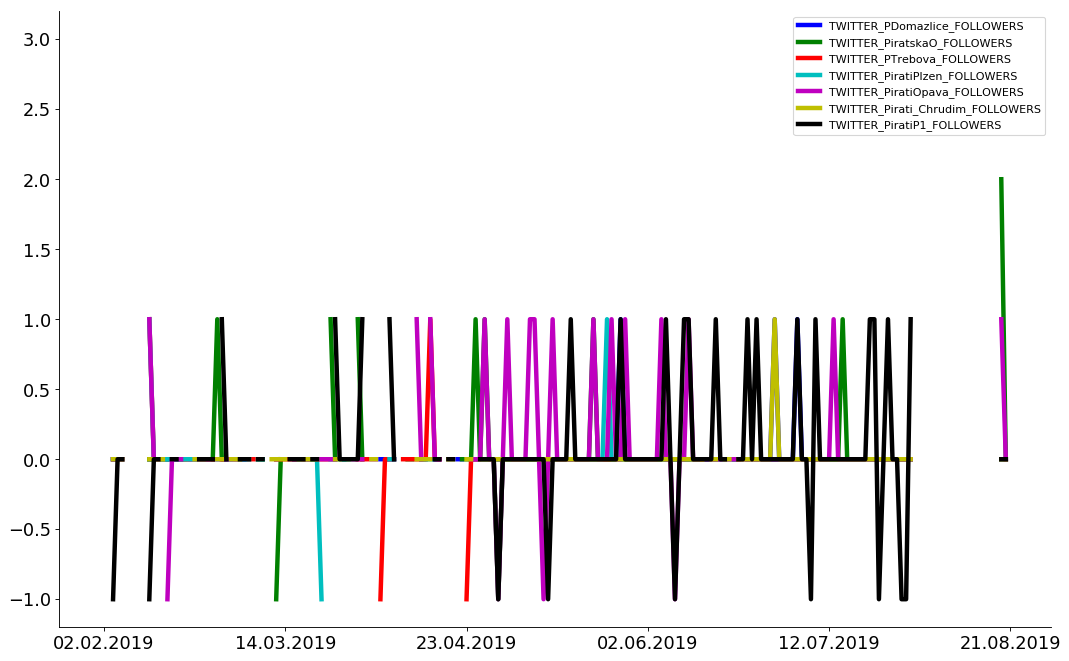 TWITTER_PDomazlice_FOLLOWERS
TWITTER_PiratskaO_FOLLOWERS
TWITTER_PTrebova_FOLLOWERS
TWITTER_PiratiPlzen_FOLLOWERS
TWITTER_PiratiOpava_FOLLOWERS
TWITTER_Pirati_Chrudim_FOLLOWERS
TWITTER_PiratiP1_FOLLOWERS
3.0
2.5
2.0
1.5
1.0
0.5
0.0
−0.5
−1.0
02.02.2019 14.03.2019 23.04.2019 02.06.2019 12.07.2019 21.08.2019